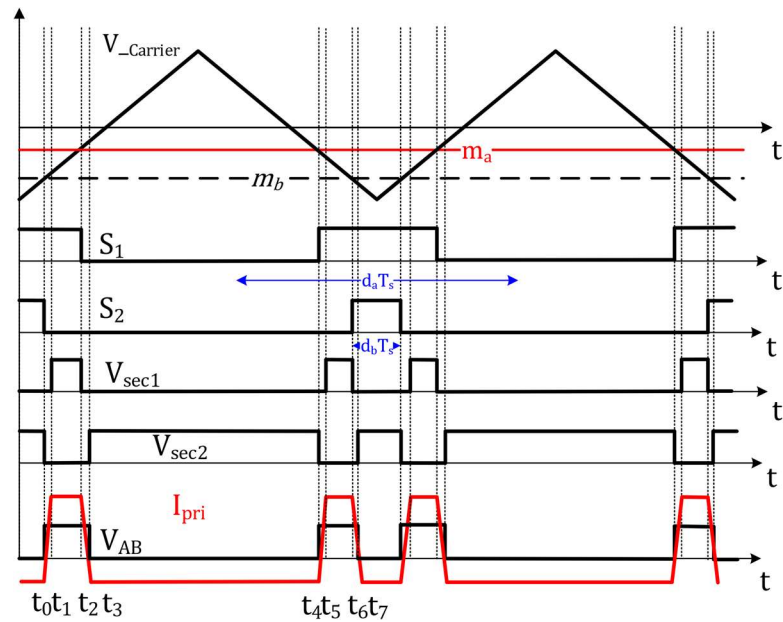 V_Carrier
t
m_a
m_b
S_1
t
d_aT_s
S_2
t
d_bT_s
V_sec1
t
V_sec2
t
I_pri
V_AB
t
t_0t_1 t_2 t_3 t_4t_5 t_6t_7